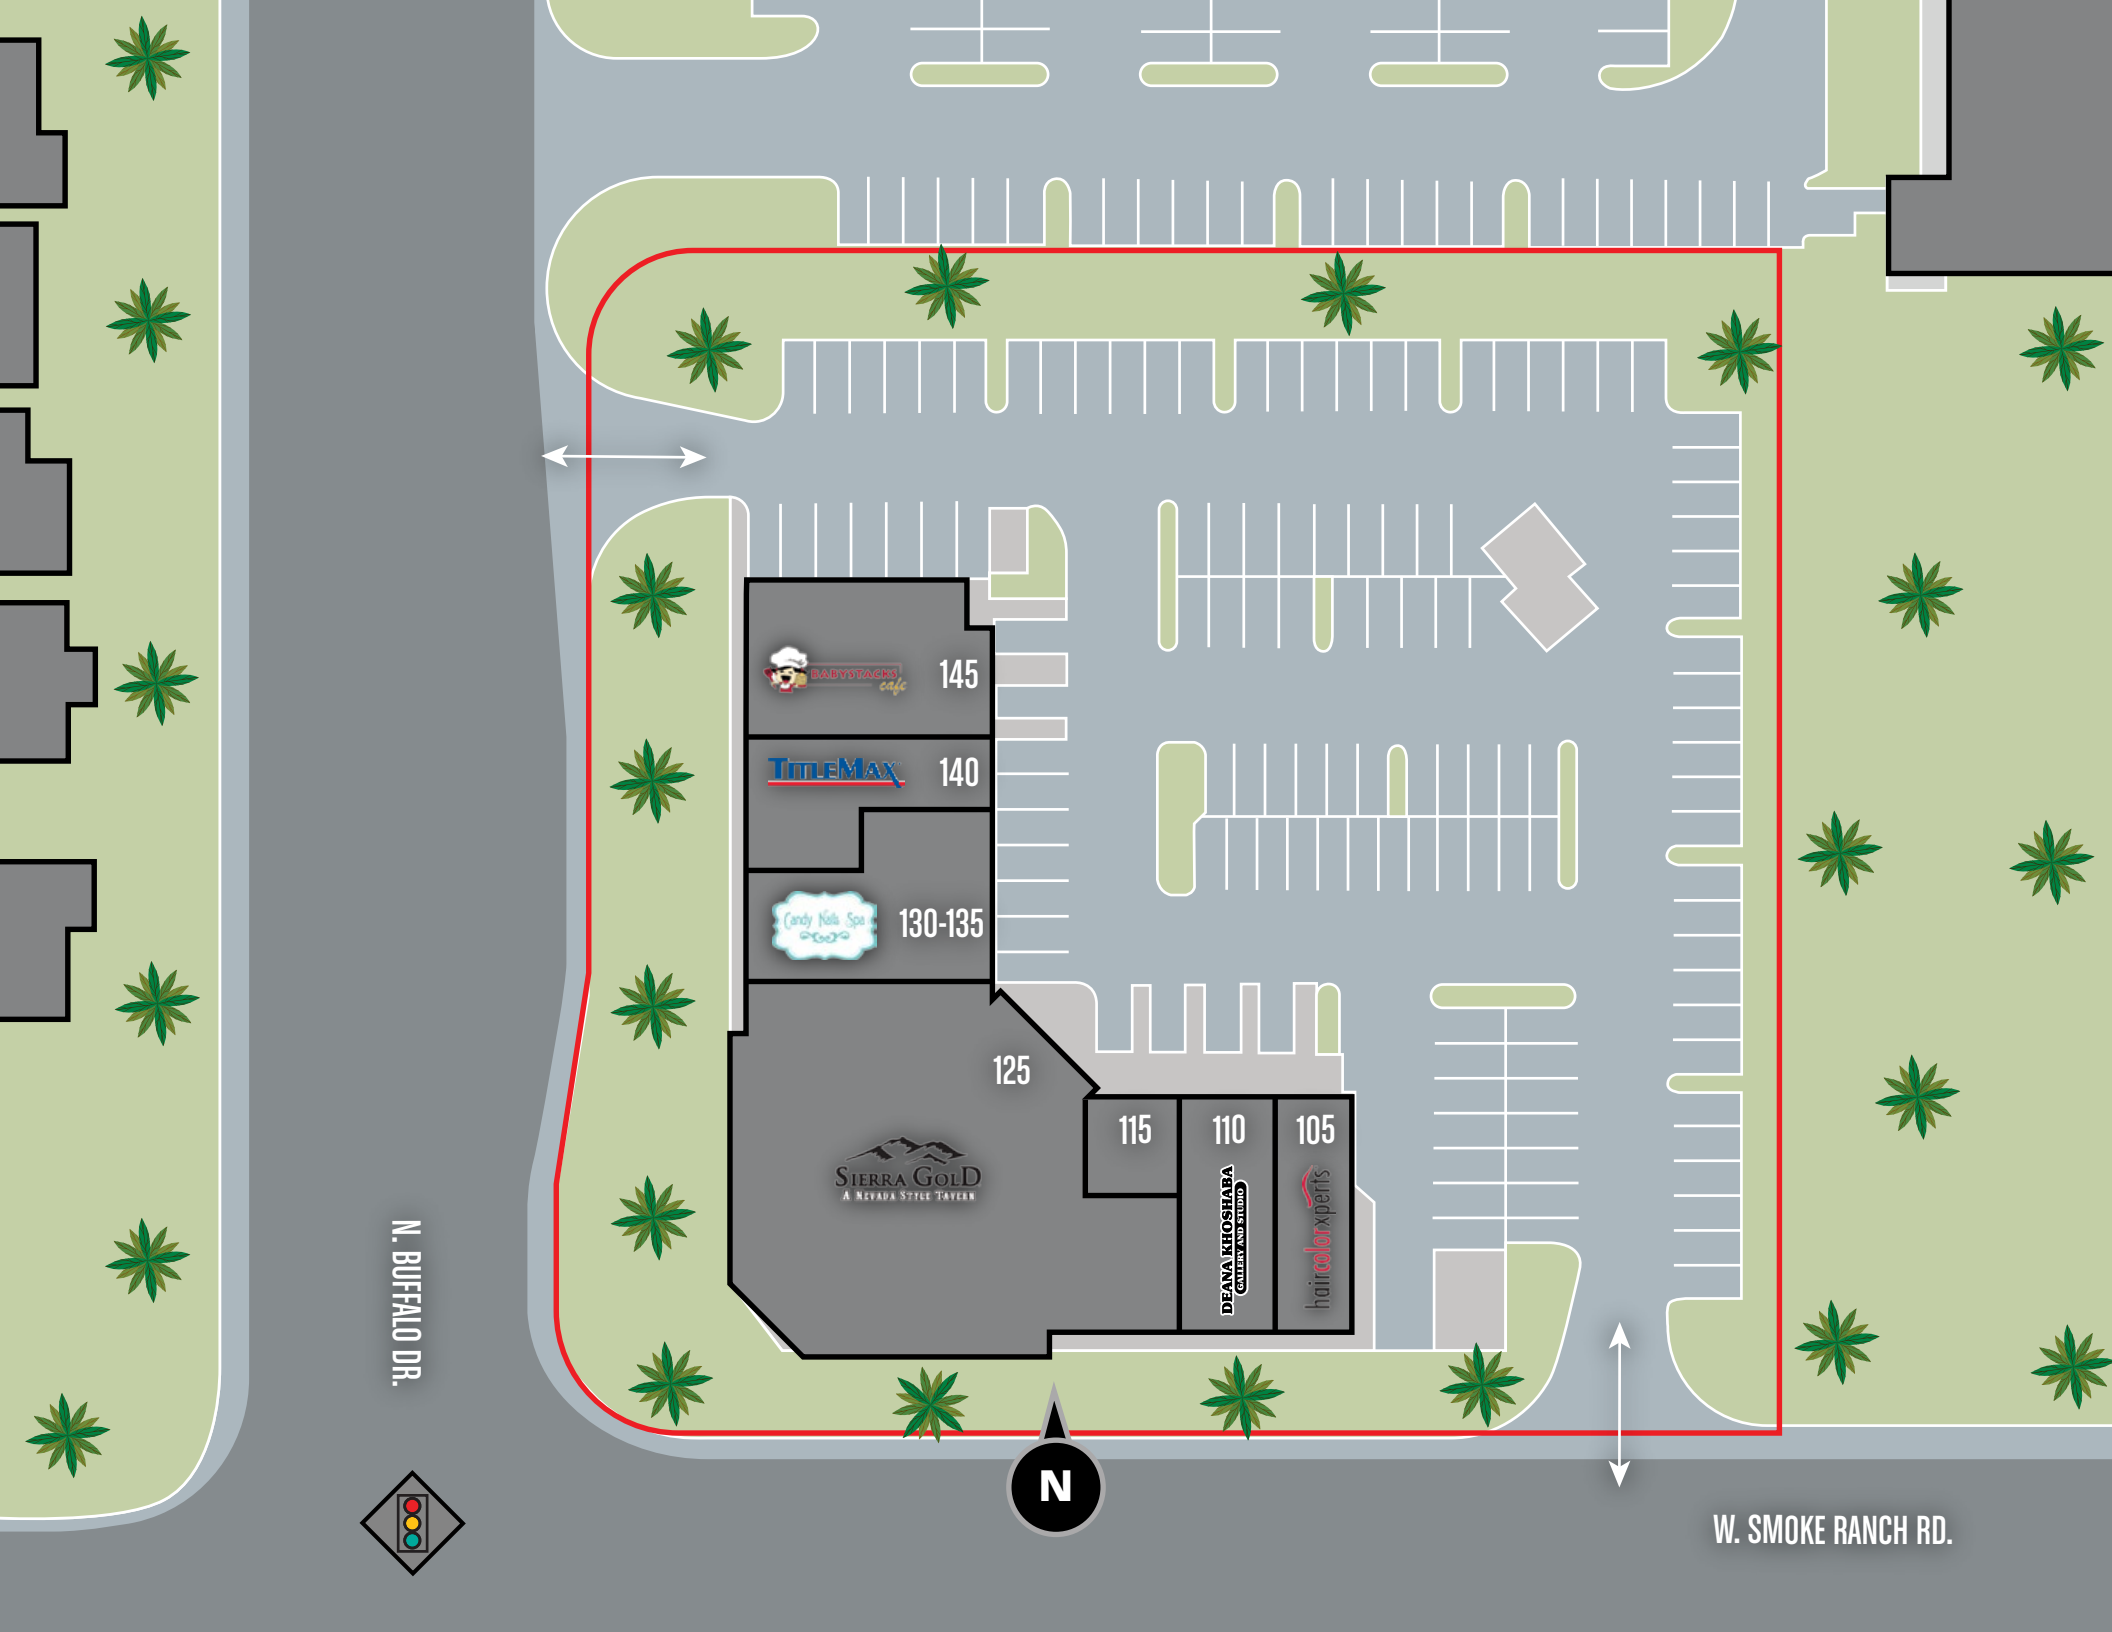 BABYSTACKS
cafe
145
TITLEMAX
140
Candy Nails Spa
130-135
125
SIERRA GOLD
A NEVADA STYLE TAVERN
115
110
DEANA KHOSHABA
GALLERY AND STUDIO
105
haircolorxperts
N. BUFFALO DR.
N
W. SMOKE RANCH RD.